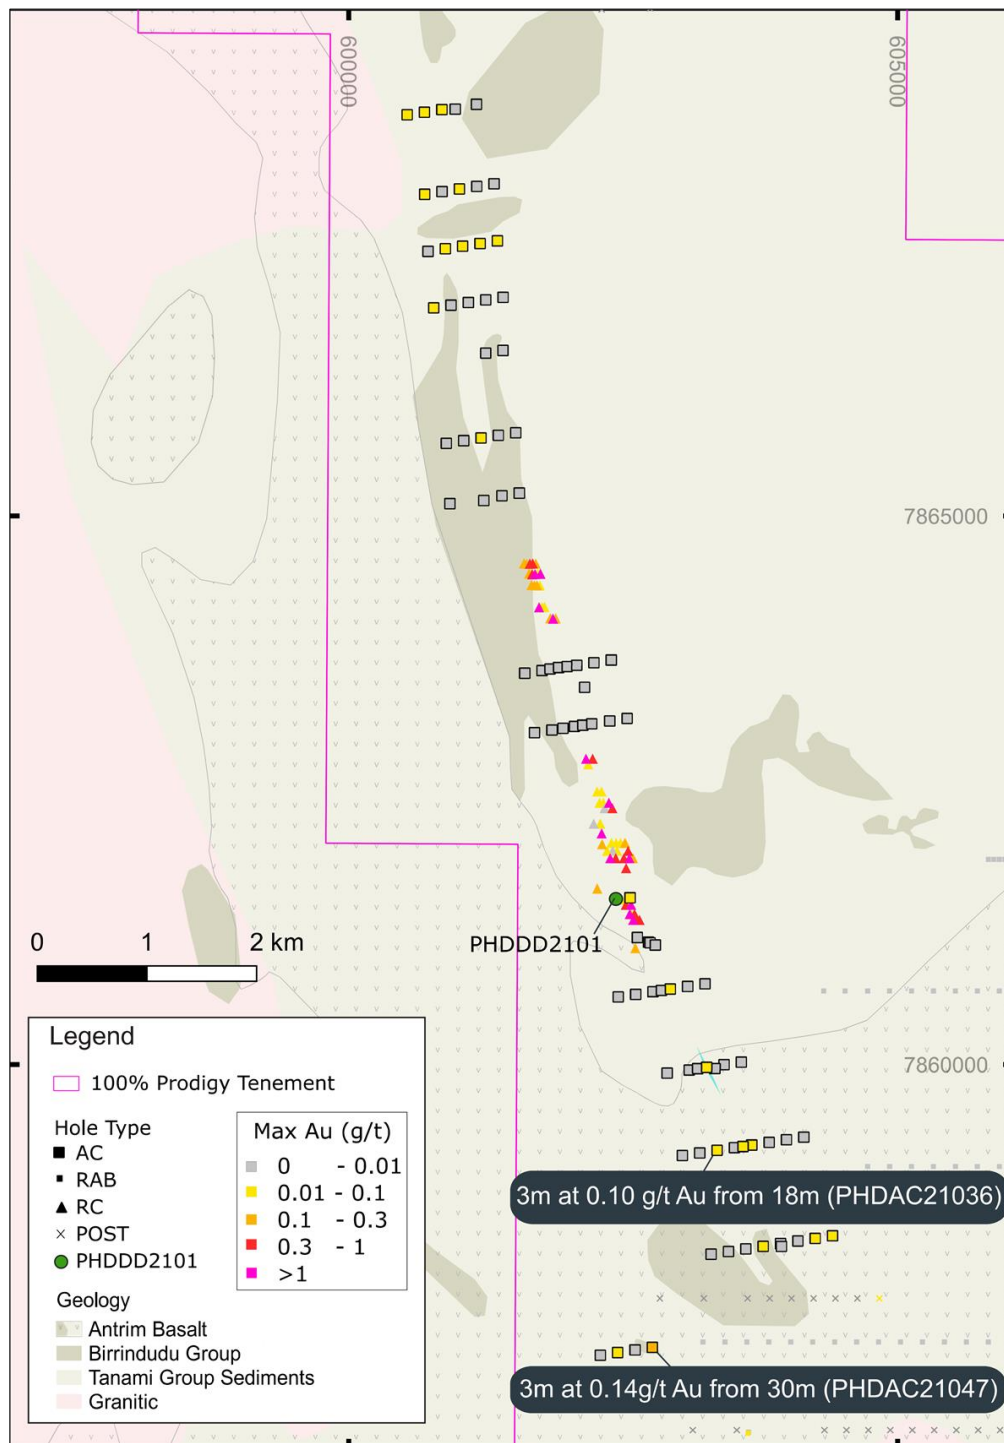 600000
605000
7865000
PHDDD2101
0 1 2 km
7860000
Legend
100% Prodigy Tenement
Hole Type
AC
RAB
RC
POST
PHDDD2101
Max Au (g/t)
0 - 0.01
0.01 - 0.1
0.1 - 0.3
0.3 - 1
>1
Geology
Antrim Basalt
Birrindudu Group
Tanami Group Sediments
Granitic
3m at 0.10 g/t Au from 18m (PHDAC21036)
3m at 0.14g/t Au from 30m (PHDAC21047)